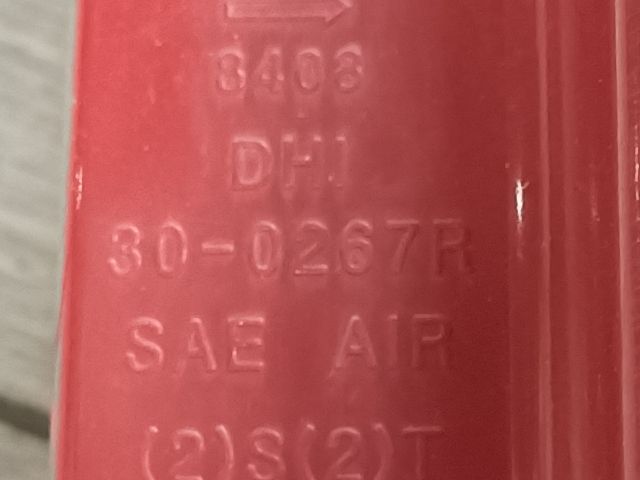 8408
DHI
30-0267R
SAE AIR
(2)S(2)T